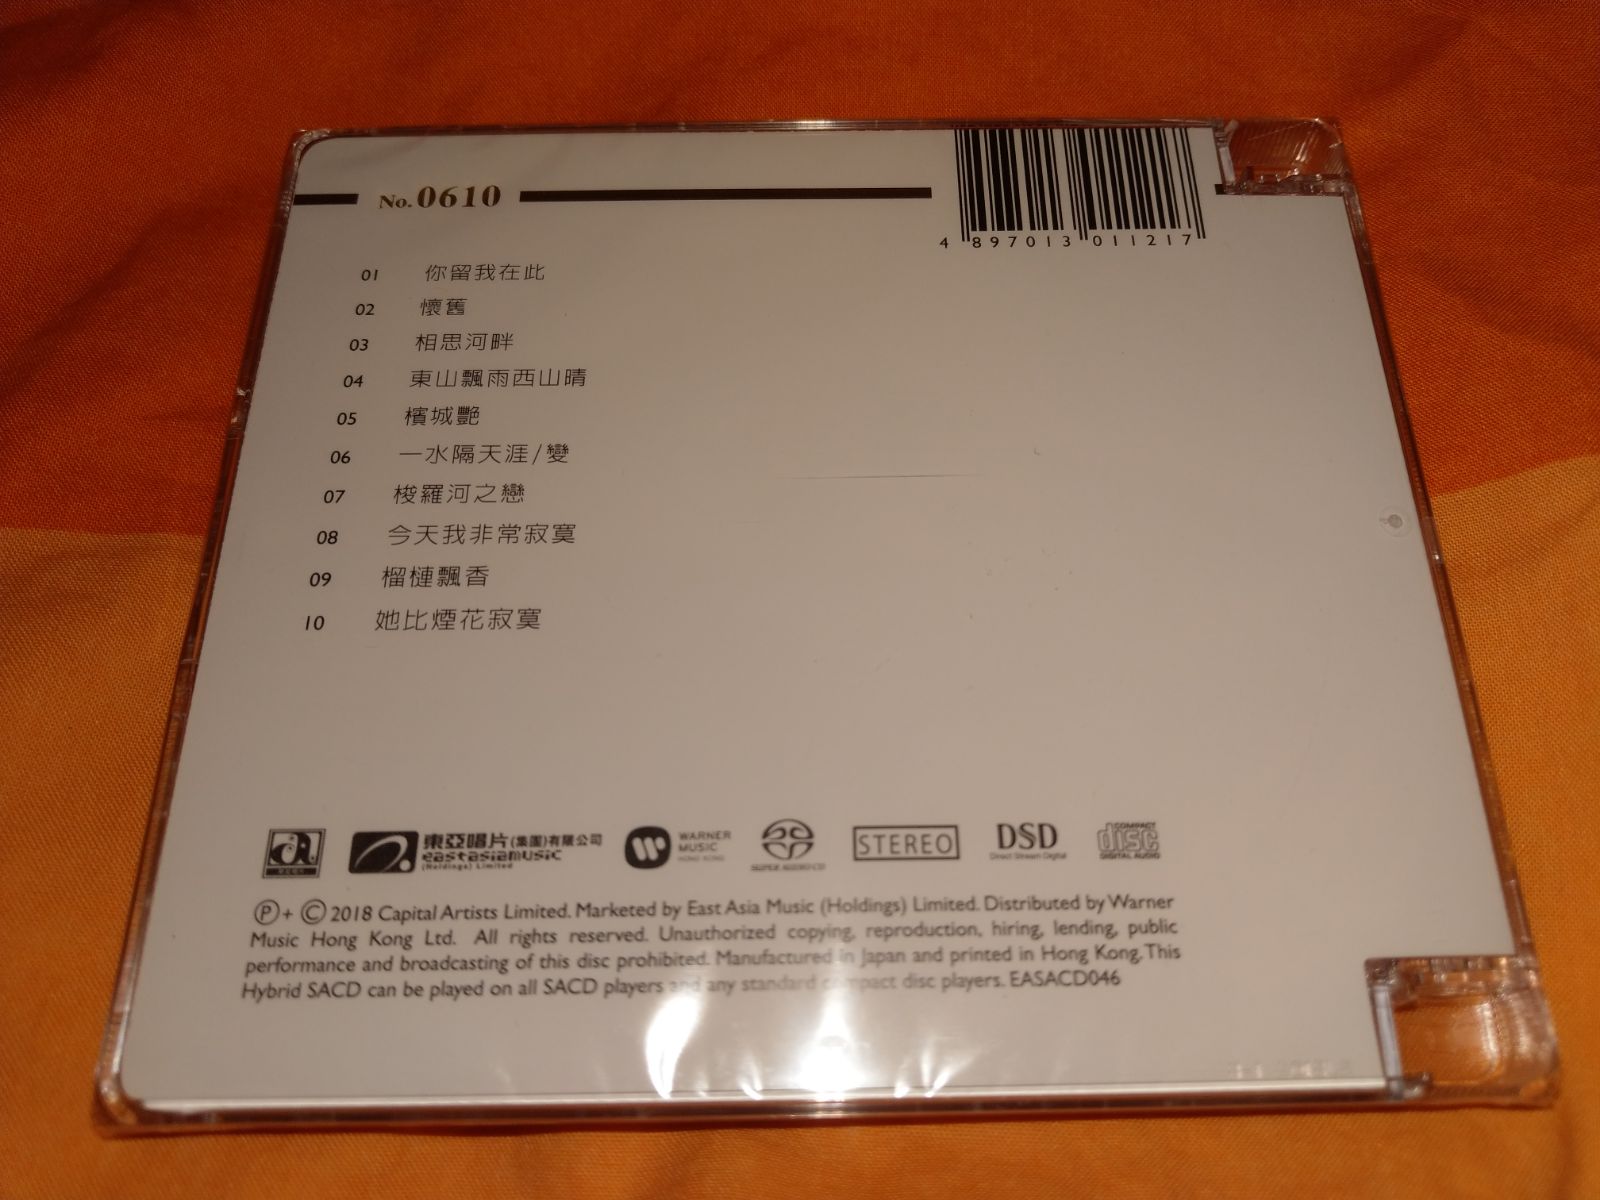 No. 0610
4 897013 011217
01 你留我在此
02 懷舊
03 相思河畔
04 東山飄雨西山晴
05 檳城艷
06 一水隔天涯/變
07 梭羅河之戀
08 今天我非常寂寞
09 榴槤飄香
10 她比煙花寂寞
東亞唱片(集團)有限公司
eastasiamusic
(Holdings) Limited
WARNER
MUSIC
HONG KONG
SUPER AUDIO CD
STEREO
DSD
Direct Stream Digital
COMPACT
disc
DIGITAL AUDIO
Ⓟ+ © 2018 Capital Artists Limited. Marketed by East Asia Music (Holdings) Limited. Distributed by Warner
Music Hong Kong Ltd. All rights reserved. Unauthorized copying, reproduction, hiring, lending, public
performance and broadcasting of this disc prohibited. Manufactured in Japan and printed in Hong Kong. This
Hybrid SACD can be played on all SACD players and any standard compact disc players. EASACD046